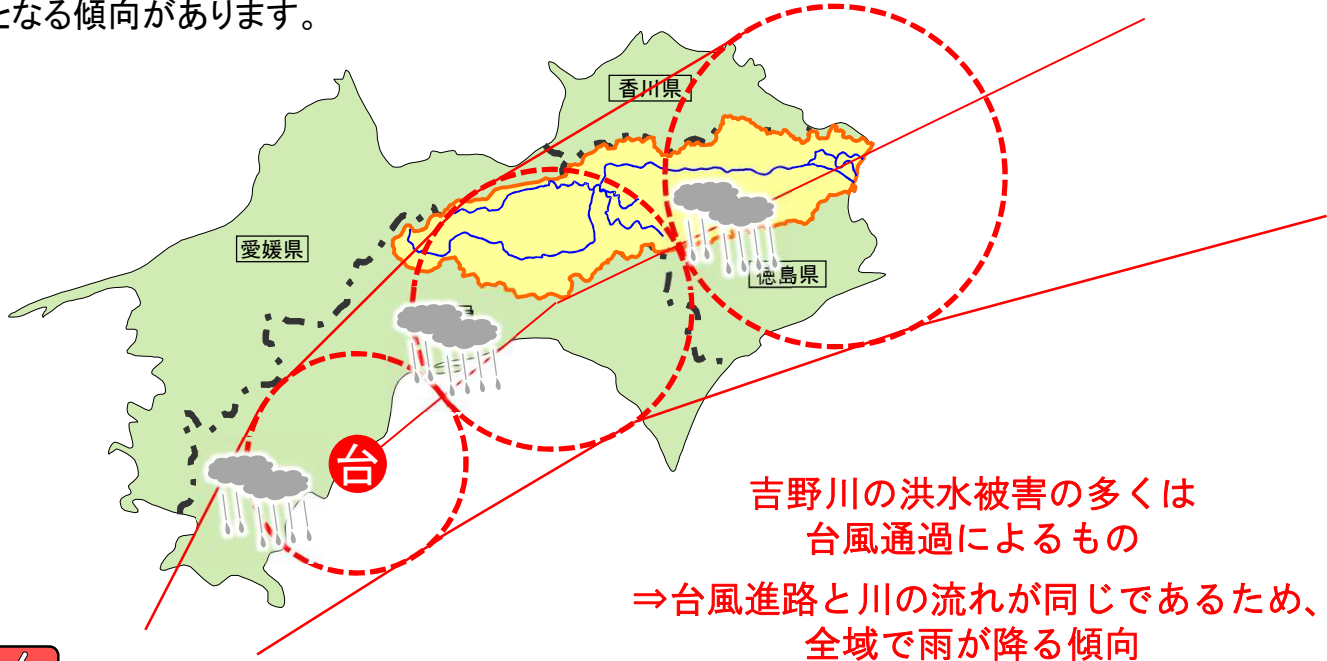 となる傾向があります。
香川県
愛媛県
徳島県
台
吉野川の洪水被害の多くは
台風通過によるもの
⇒台風進路と川の流れが同じであるため、
全域で雨が降る傾向